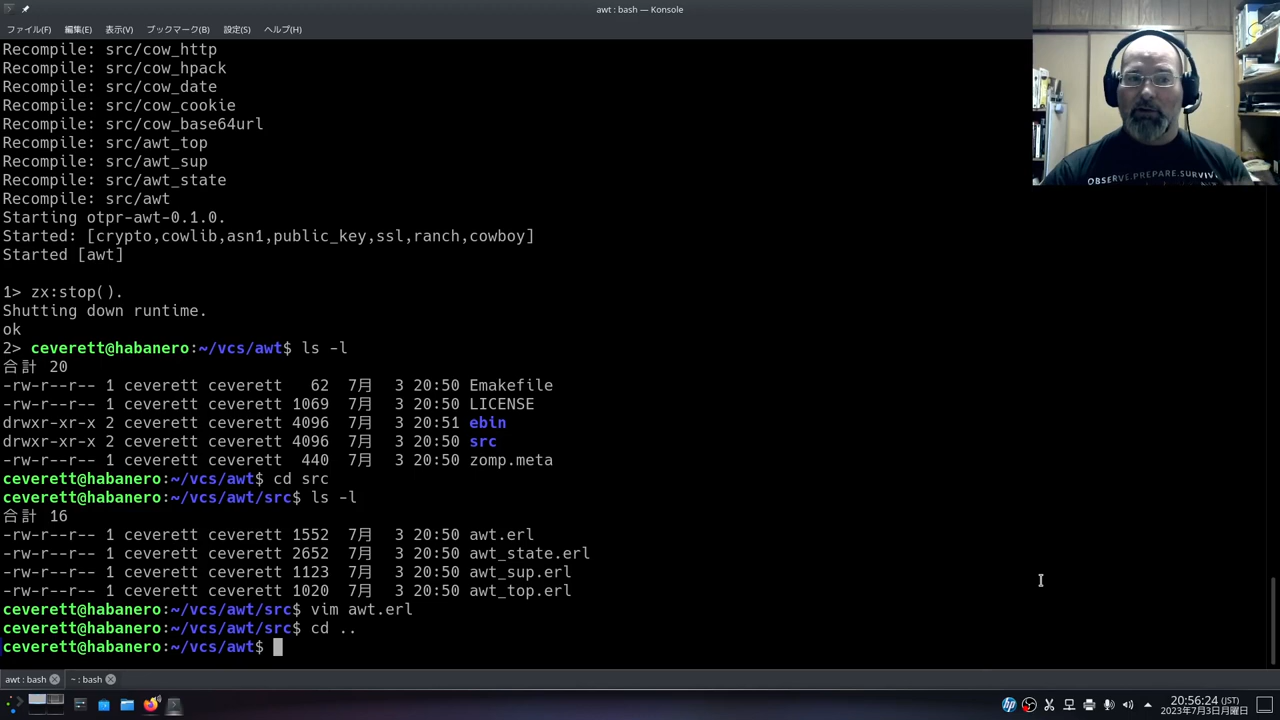 awt : bash — Konsole
ファイル(F) 編集(E) 表示(V) ブックマーク(B) 設定(S) ヘルプ(H)
Recompile: src/cow_http
Recompile: src/cow_hpack
Recompile: src/cow_date
Recompile: src/cow_cookie
Recompile: src/cow_base64url
Recompile: src/awt_top
Recompile: src/awt_sup
Recompile: src/awt_state
Recompile: src/awt
Starting otpr-awt-0.1.0.
Started: [crypto,cowlib,asn1,public_key,ssl,ranch,cowboy]
Started [awt]
1> zx:stop().
Shutting down runtime.
ok
2> ceverett@habanero:~/vcs/awt$ ls -l
合計 20
-rw-r--r-- 1 ceverett ceverett   62  7月  3 20:50 Emakefile
-rw-r--r-- 1 ceverett ceverett 1069  7月  3 20:50 LICENSE
drwxr-xr-x 2 ceverett ceverett 4096  7月  3 20:51 ebin
drwxr-xr-x 2 ceverett ceverett 4096  7月  3 20:50 src
-rw-r--r-- 1 ceverett ceverett  440  7月  3 20:50 zomp.meta
ceverett@habanero:~/vcs/awt$ cd src
ceverett@habanero:~/vcs/awt/src$ ls -l
合計 16
-rw-r--r-- 1 ceverett ceverett 1552  7月  3 20:50 awt.erl
-rw-r--r-- 1 ceverett ceverett 2652  7月  3 20:50 awt_state.erl
-rw-r--r-- 1 ceverett ceverett 1123  7月  3 20:50 awt_sup.erl
-rw-r--r-- 1 ceverett ceverett 1020  7月  3 20:50 awt_top.erl
ceverett@habanero:~/vcs/awt/src$ vim awt.erl
ceverett@habanero:~/vcs/awt/src$ cd ..
ceverett@habanero:~/vcs/awt$
OBSERVE.PREPARE.SURVIV
awt : bash ~ : bash
20:56:24 (JST)
2023年7月3日月曜日